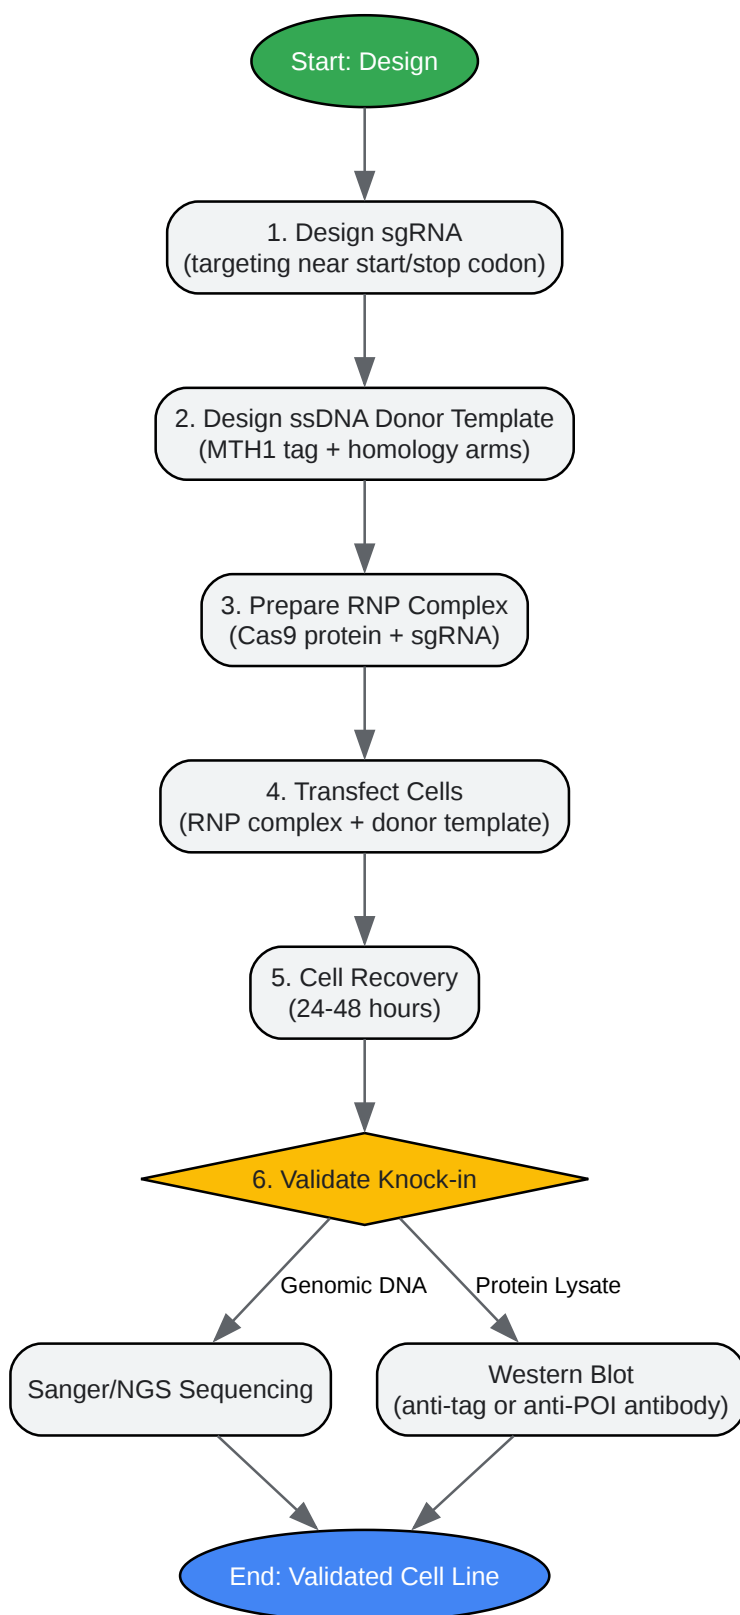 Start: Design
1. Design sgRNA
(targeting near start/stop codon)
2. Design ssDNA Donor Template
(MTH1 tag + homology arms)
3. Prepare RNP Complex
(Cas9 protein + sgRNA)
4. Transfect Cells
(RNP complex + donor template)
5. Cell Recovery
(24-48 hours)
6. Validate Knock-in
Genomic DNA
Protein Lysate
Sanger/NGS Sequencing
Western Blot
(anti-tag or anti-POI antibody)
End: Validated Cell Line